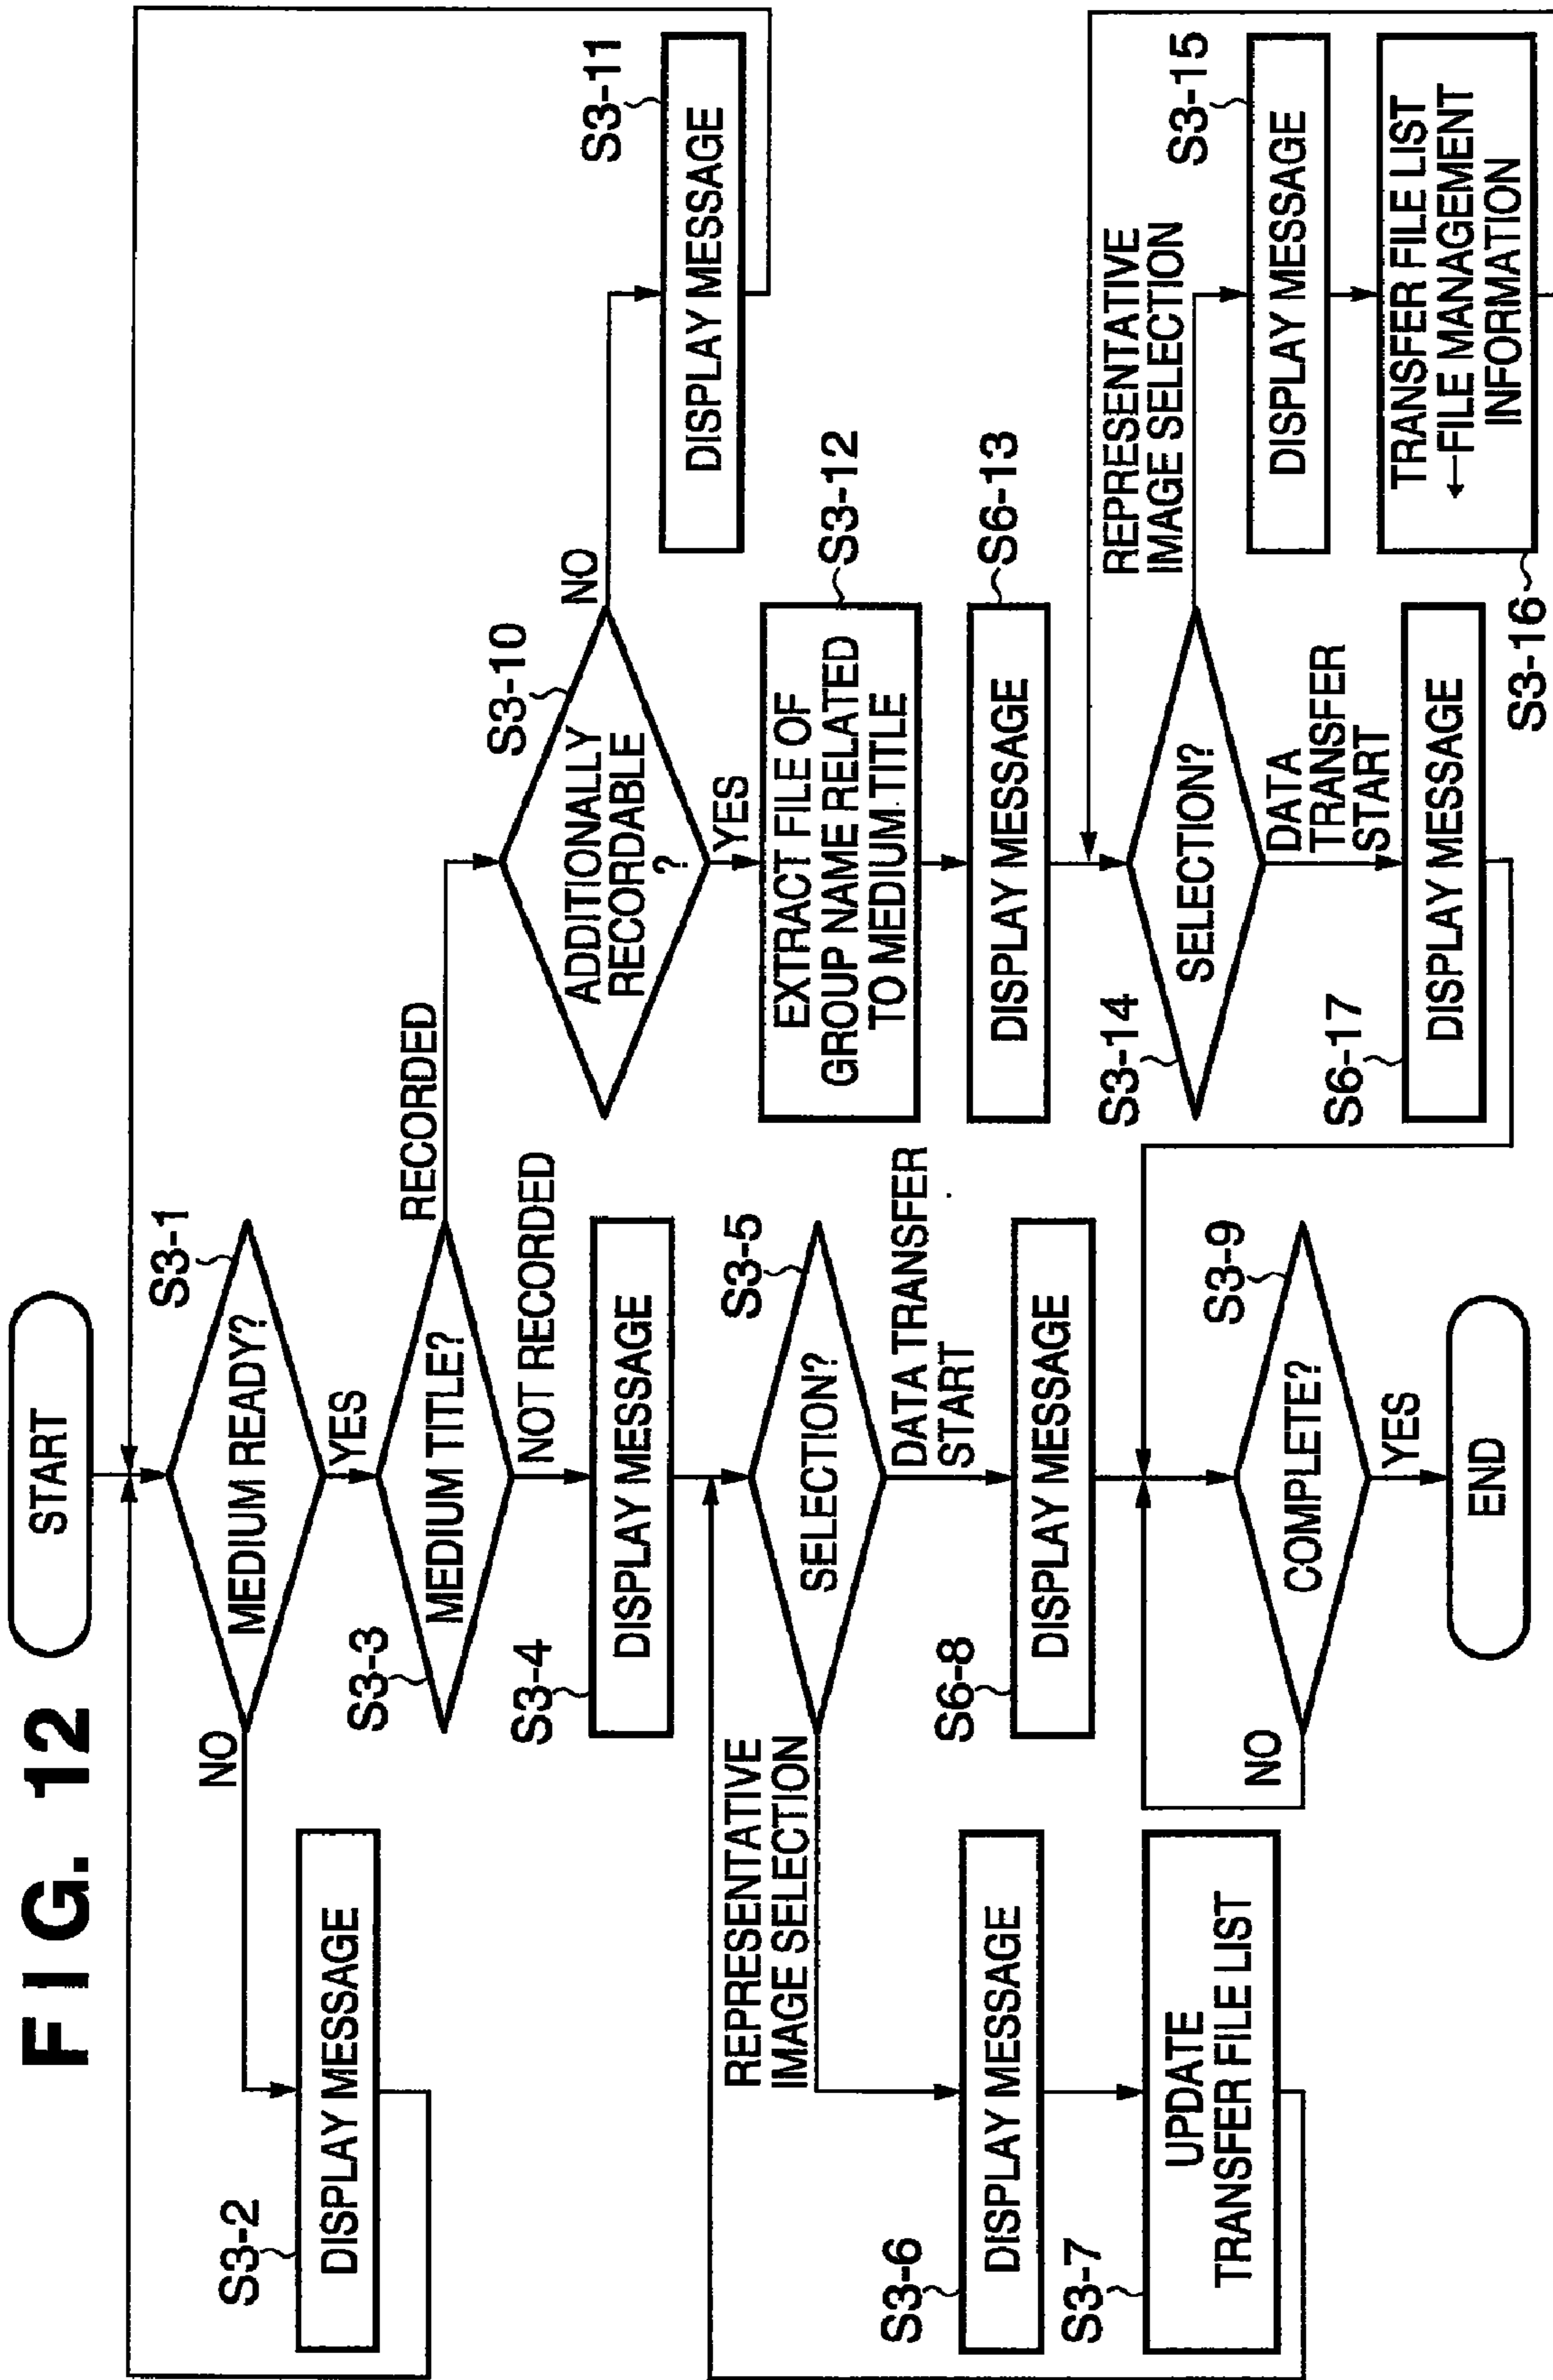 FIG. 12
START
S3-1
MEDIUM READY?
NO
YES
S3-2
DISPLAY MESSAGE
S3-3
MEDIUM TITLE?
RECORDED
NOT RECORDED
S3-4
DISPLAY MESSAGE
S3-5
SELECTION?
REPRESENTATIVE
IMAGE SELECTION
DATA TRANSFER
START
S3-6
DISPLAY MESSAGE
S3-7
UPDATE
TRANSFER FILE LIST
S6-8
DISPLAY MESSAGE
S3-9
COMPLETE?
NO
YES
END
S3-10
ADDITIONALLY
RECORDABLE
?
NO
YES
S3-11
DISPLAY MESSAGE
S3-12
EXTRACT FILE OF
GROUP NAME RELATED
TO MEDIUM TITLE
S6-13
DISPLAY MESSAGE
S3-14
SELECTION?
REPRESENTATIVE
IMAGE SELECTION
DATA
TRANSFER
START
S3-15
DISPLAY MESSAGE
S3-16
TRANSFER FILE LIST
←FILE MANAGEMENT
INFORMATION
S6-17
DISPLAY MESSAGE